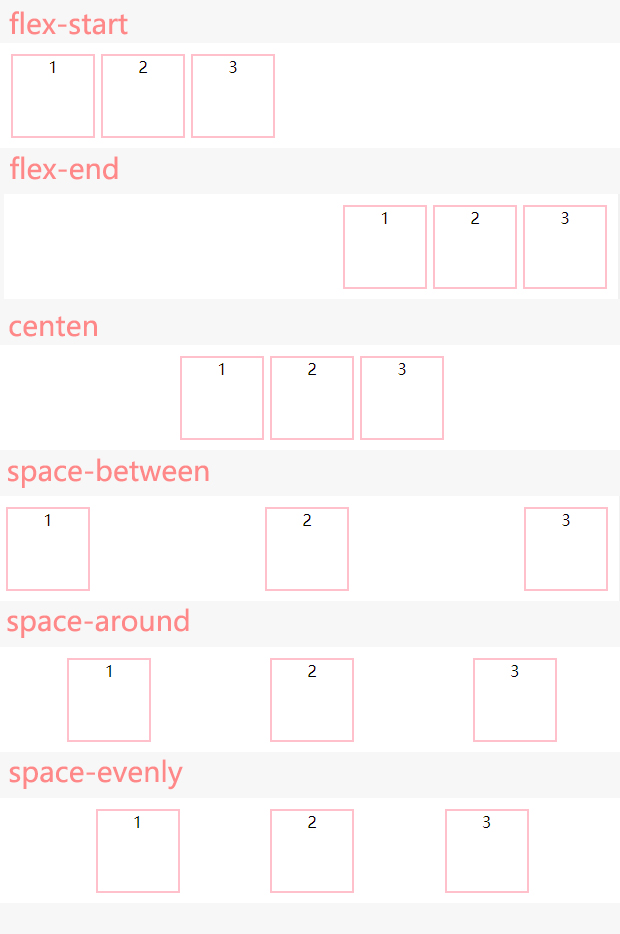 flex-start
1 2 3
flex-end
1 2 3
centen
1 2 3
space-between
1 2 3
space-around
1 2 3
space-evenly
1 2 3